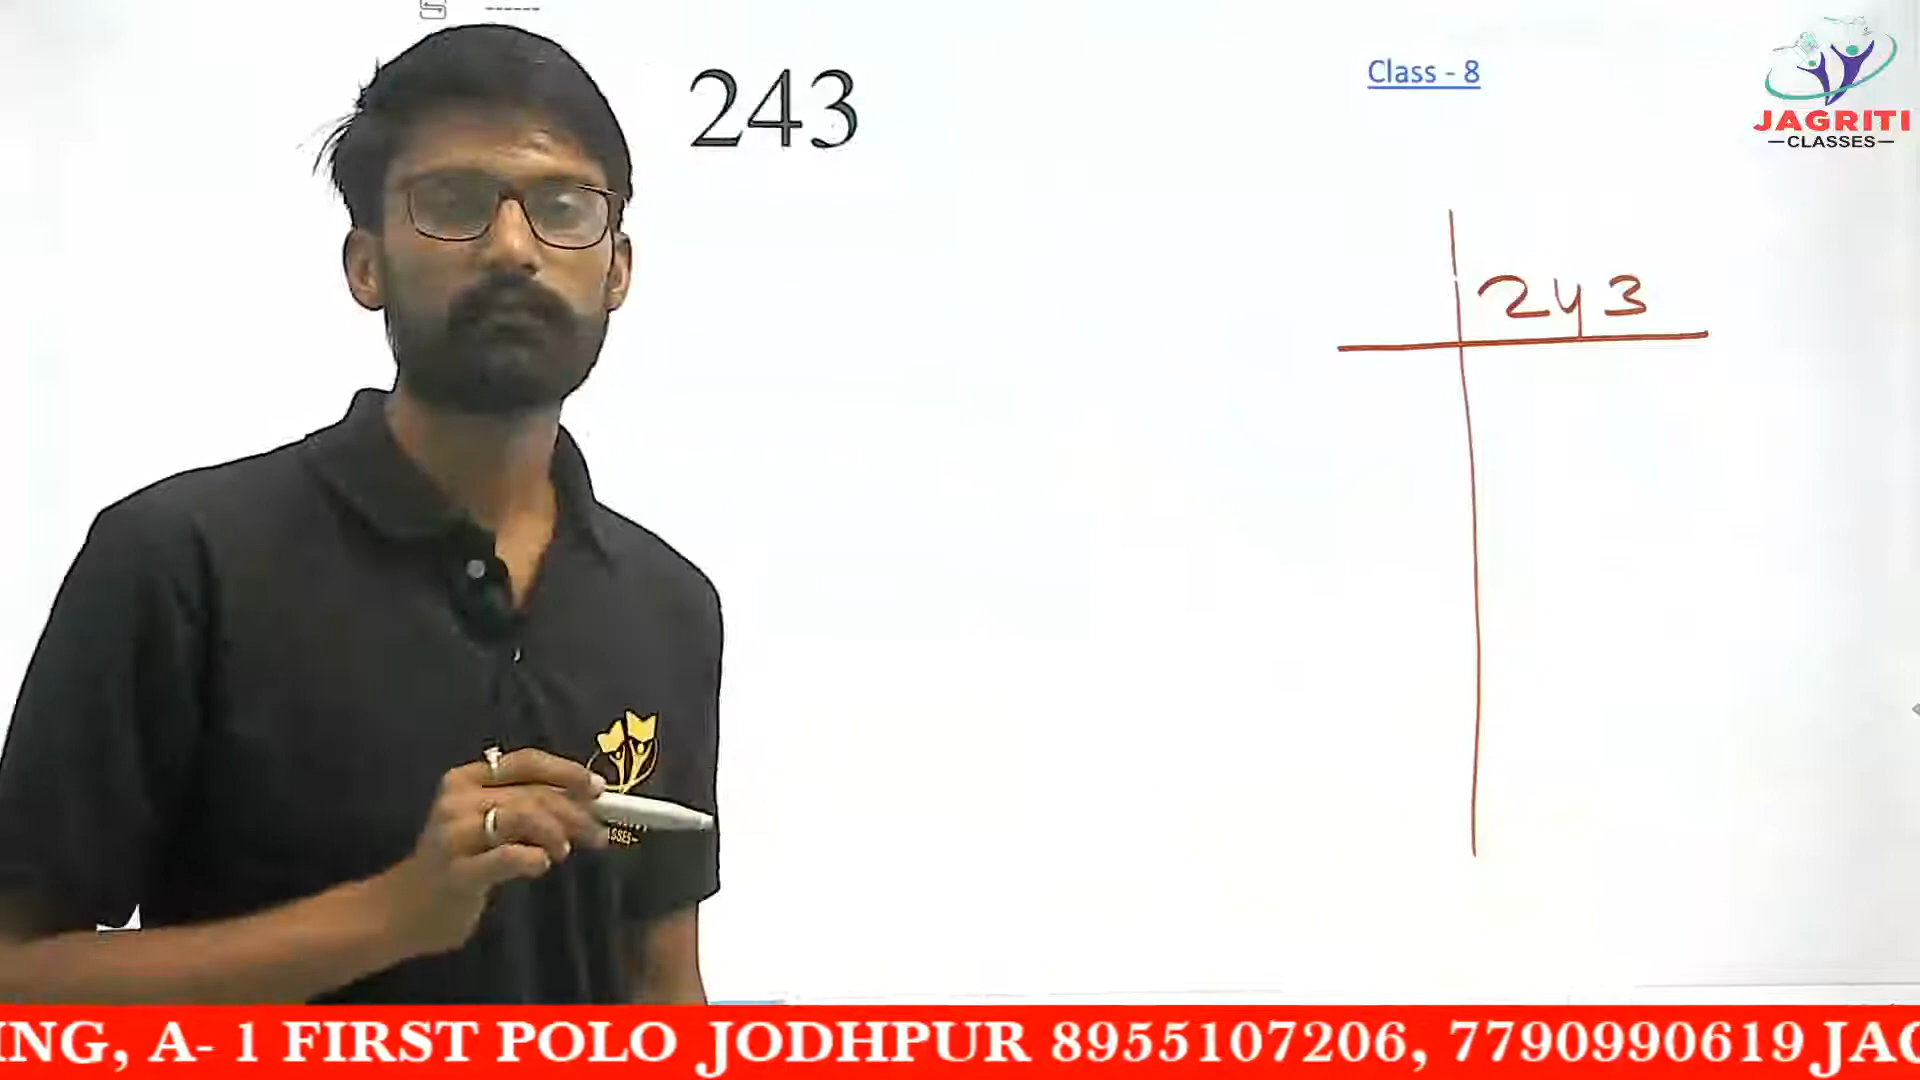 243
Class - 8
JAGRITI
CLASSES
243
ING, A- 1 FIRST POLO JODHPUR 8955107206, 7790990619 JAG